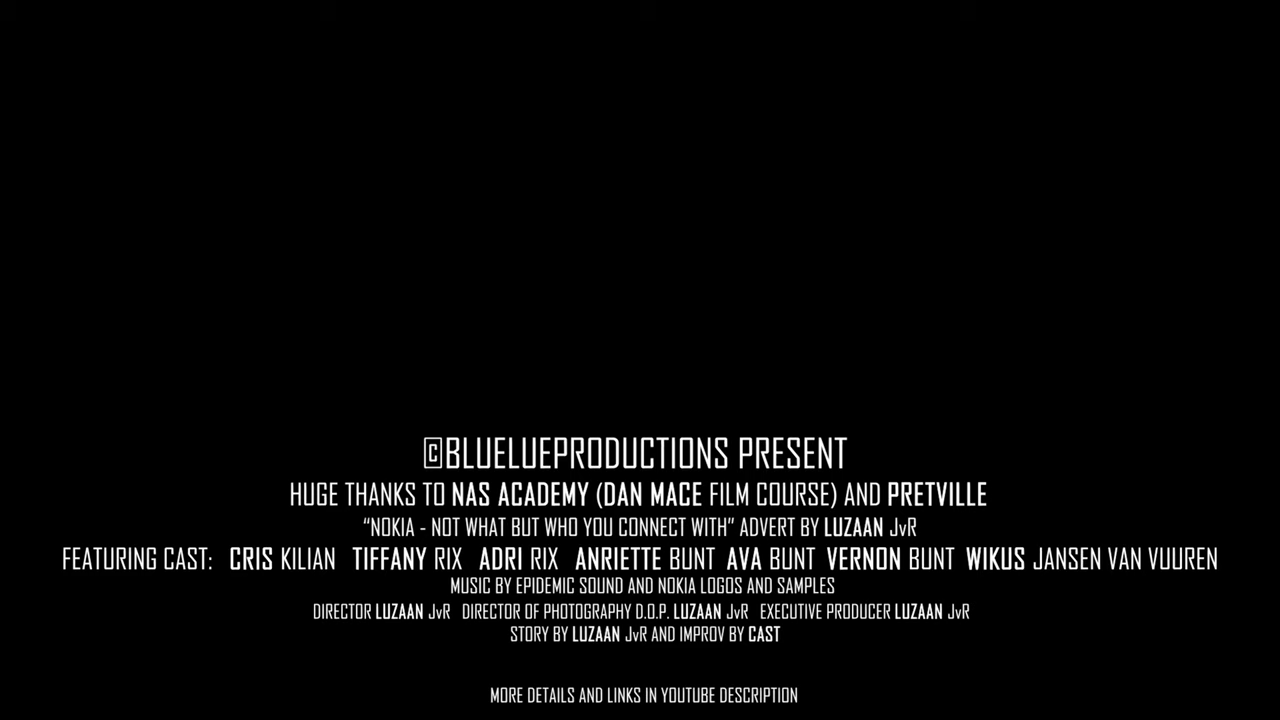 ©BLUELUEPRODUCTIONS PRESENT
HUGE THANKS TO NAS ACADEMY (DAN MACE FILM COURSE) AND PRETVILLE
“NOKIA - NOT WHAT BUT WHO YOU CONNECT WITH” ADVERT BY LUZAAN JvR
FEATURING CAST: CRIS KILIAN TIFFANY RIX ADRI RIX ANRIETTE BUNT AVA BUNT VERNON BUNT WIKUS JANSEN VAN VUUREN
MUSIC BY EPIDEMIC SOUND AND NOKIA LOGOS AND SAMPLES
DIRECTOR LUZAAN JvR DIRECTOR OF PHOTOGRAPHY D.O.P. LUZAAN JvR EXECUTIVE PRODUCER LUZAAN JvR
STORY BY LUZAAN JvR AND IMPROV BY CAST
MORE DETAILS AND LINKS IN YOUTUBE DESCRIPTION